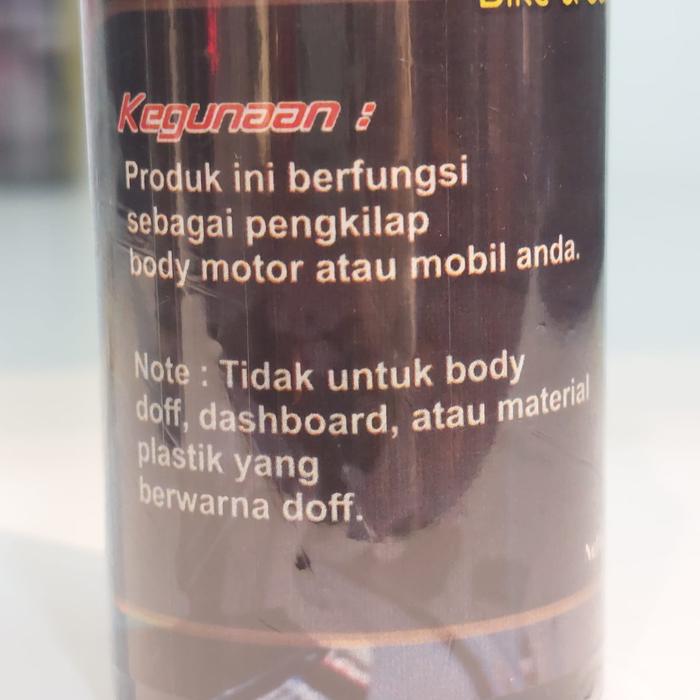 Kegunaan :
Produk ini berfungsi
sebagai pengkilap
body motor atau mobil anda.
Note : Tidak untuk body
doff, dashboard, atau material
plastik yang
berwarna doff.